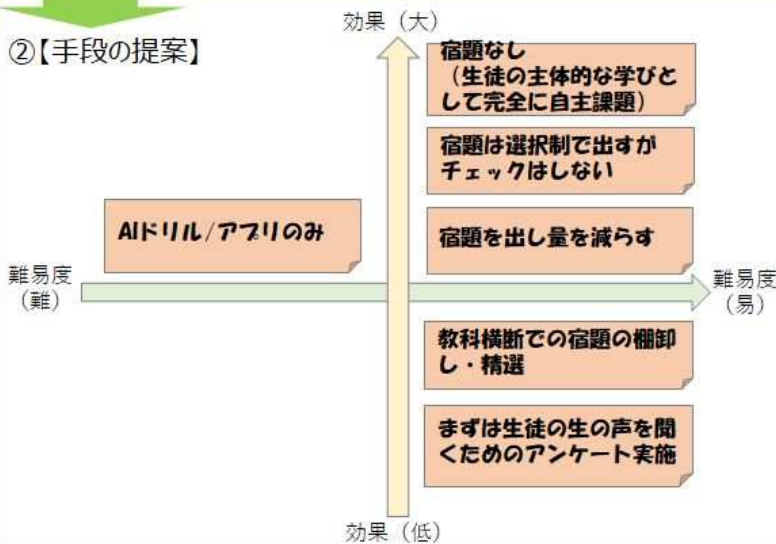 効果（大）
②【手段の提案】
宿題なし
（生徒の主体的な学びと
して完全に自主課題）
宿題は選択制で出すが
チェックはしない
AIドリル/アプリのみ
宿題を出し量を減らす
難易度
（難）
難易度
（易）
教科横断での宿題の棚卸
し・精選
まずは生徒の生の声を聞
くためのアンケート実施
効果（低）